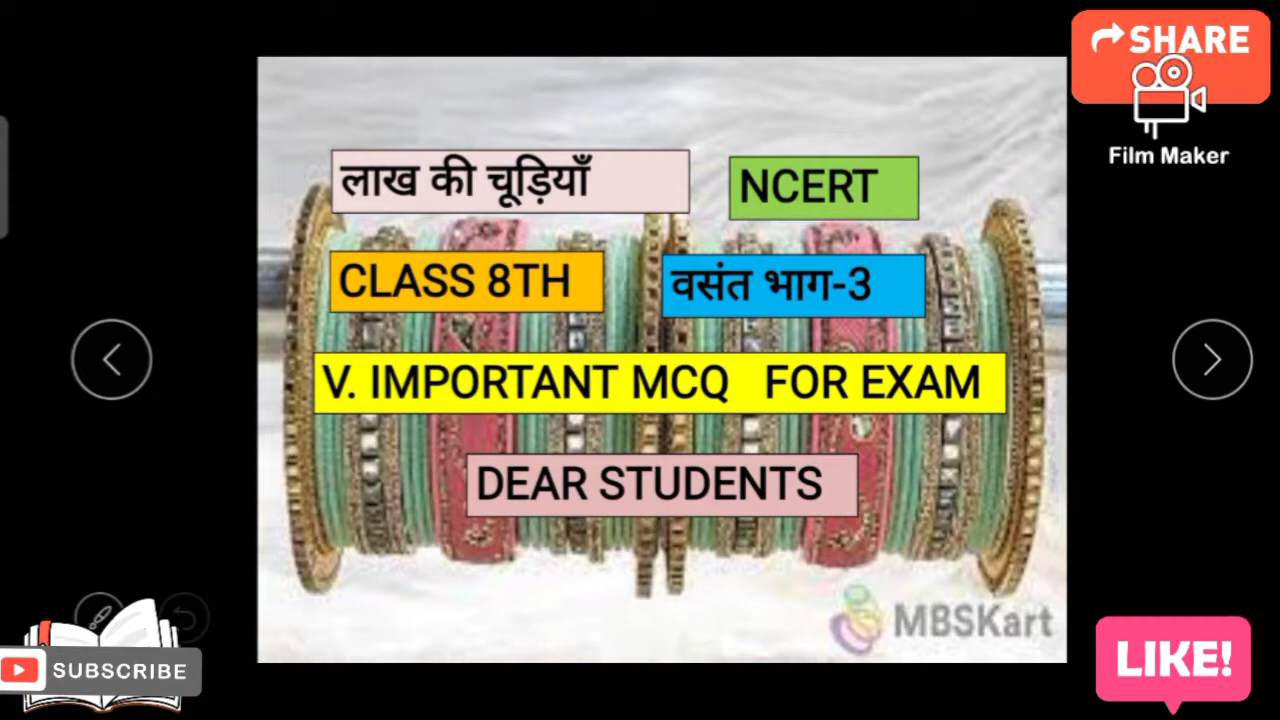 SHARE
Film Maker
लाख की चूड़ियाँ
NCERT
CLASS 8TH
वसंत भाग-3
V. IMPORTANT MCQ FOR EXAM
DEAR STUDENTS
MBSKart
SUBSCRIBE
LIKE!